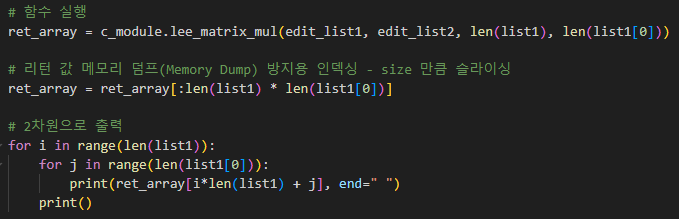 # 함수 실행
ret_array = c_module.lee_matrix_mul(edit_list1, edit_list2, len(list1), len(list1[0]))
# 리턴 값 메모리 덤프(Memory Dump) 방지용 인덱싱 - size 만큼 슬라이싱
ret_array = ret_array[:len(list1) * len(list1[0])]
# 2차원으로 출력
for i in range(len(list1)):
    for j in range(len(list1[0])):
        print(ret_array[i*len(list1) + j], end=" ")
    print()